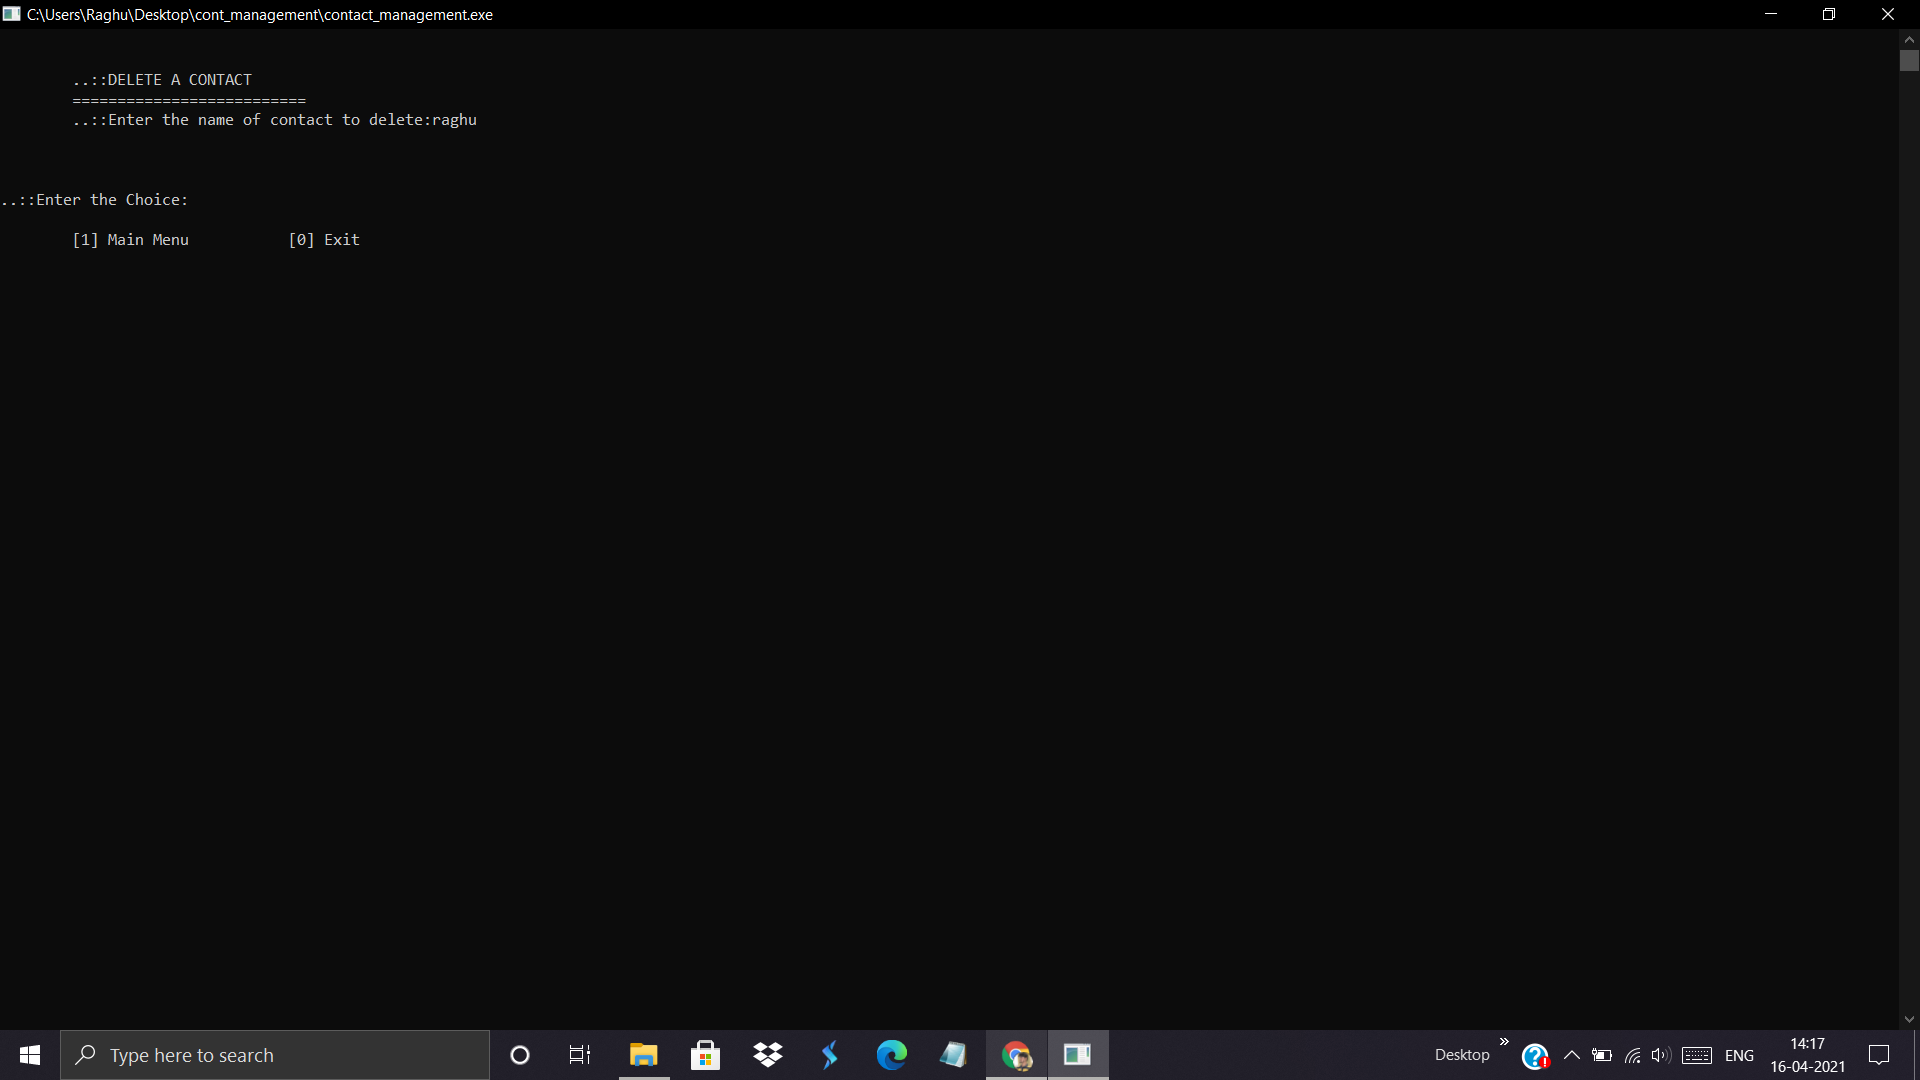 C:\Users\Raghu\Desktop\cont_management\contact_management.exe
..::DELETE A CONTACT
==========================
..::Enter the name of contact to delete:raghu
..::Enter the Choice:
[1] Main Menu [0] Exit
Type here to search
Desktop
»
ENG
14:17
16-04-2021